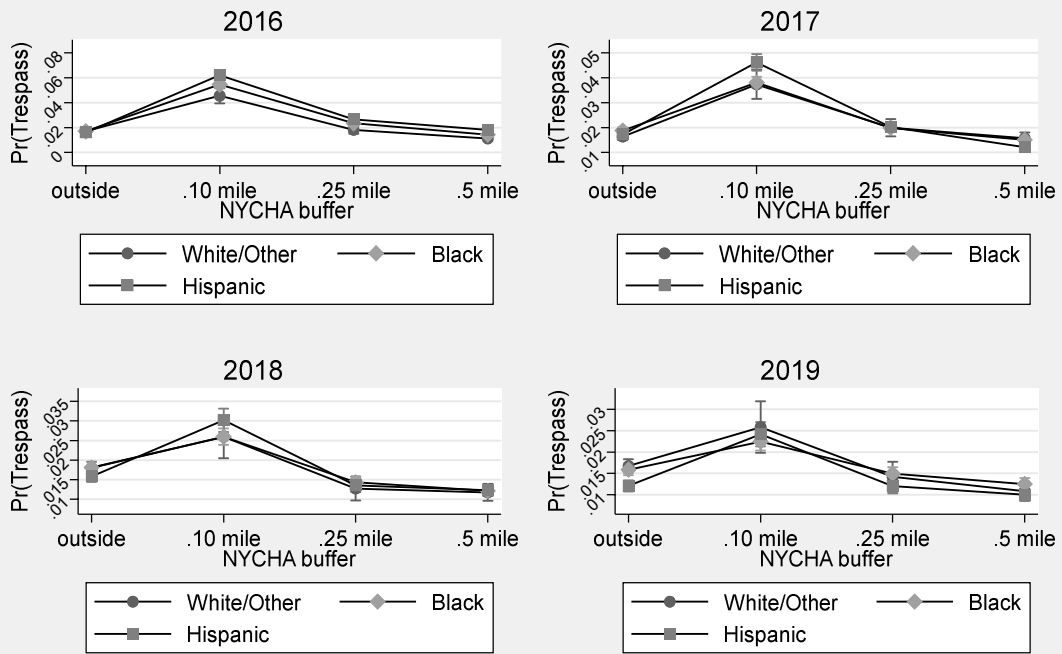 2016
Pr(Trespass)
.08
.06
.04
.02
0
outside .10 mile .25 mile .5 mile
NYCHA buffer
White/Other Black
Hispanic
2017
Pr(Trespass)
.05
.04
.03
.02
.01
outside .10 mile .25 mile .5 mile
NYCHA buffer
White/Other Black
Hispanic
2018
Pr(Trespass)
.035
.03
.025
.02
.015
.01
outside .10 mile .25 mile .5 mile
NYCHA buffer
White/Other Black
Hispanic
2019
Pr(Trespass)
.03
.025
.02
.015
.01
outside .10 mile .25 mile .5 mile
NYCHA buffer
White/Other Black
Hispanic